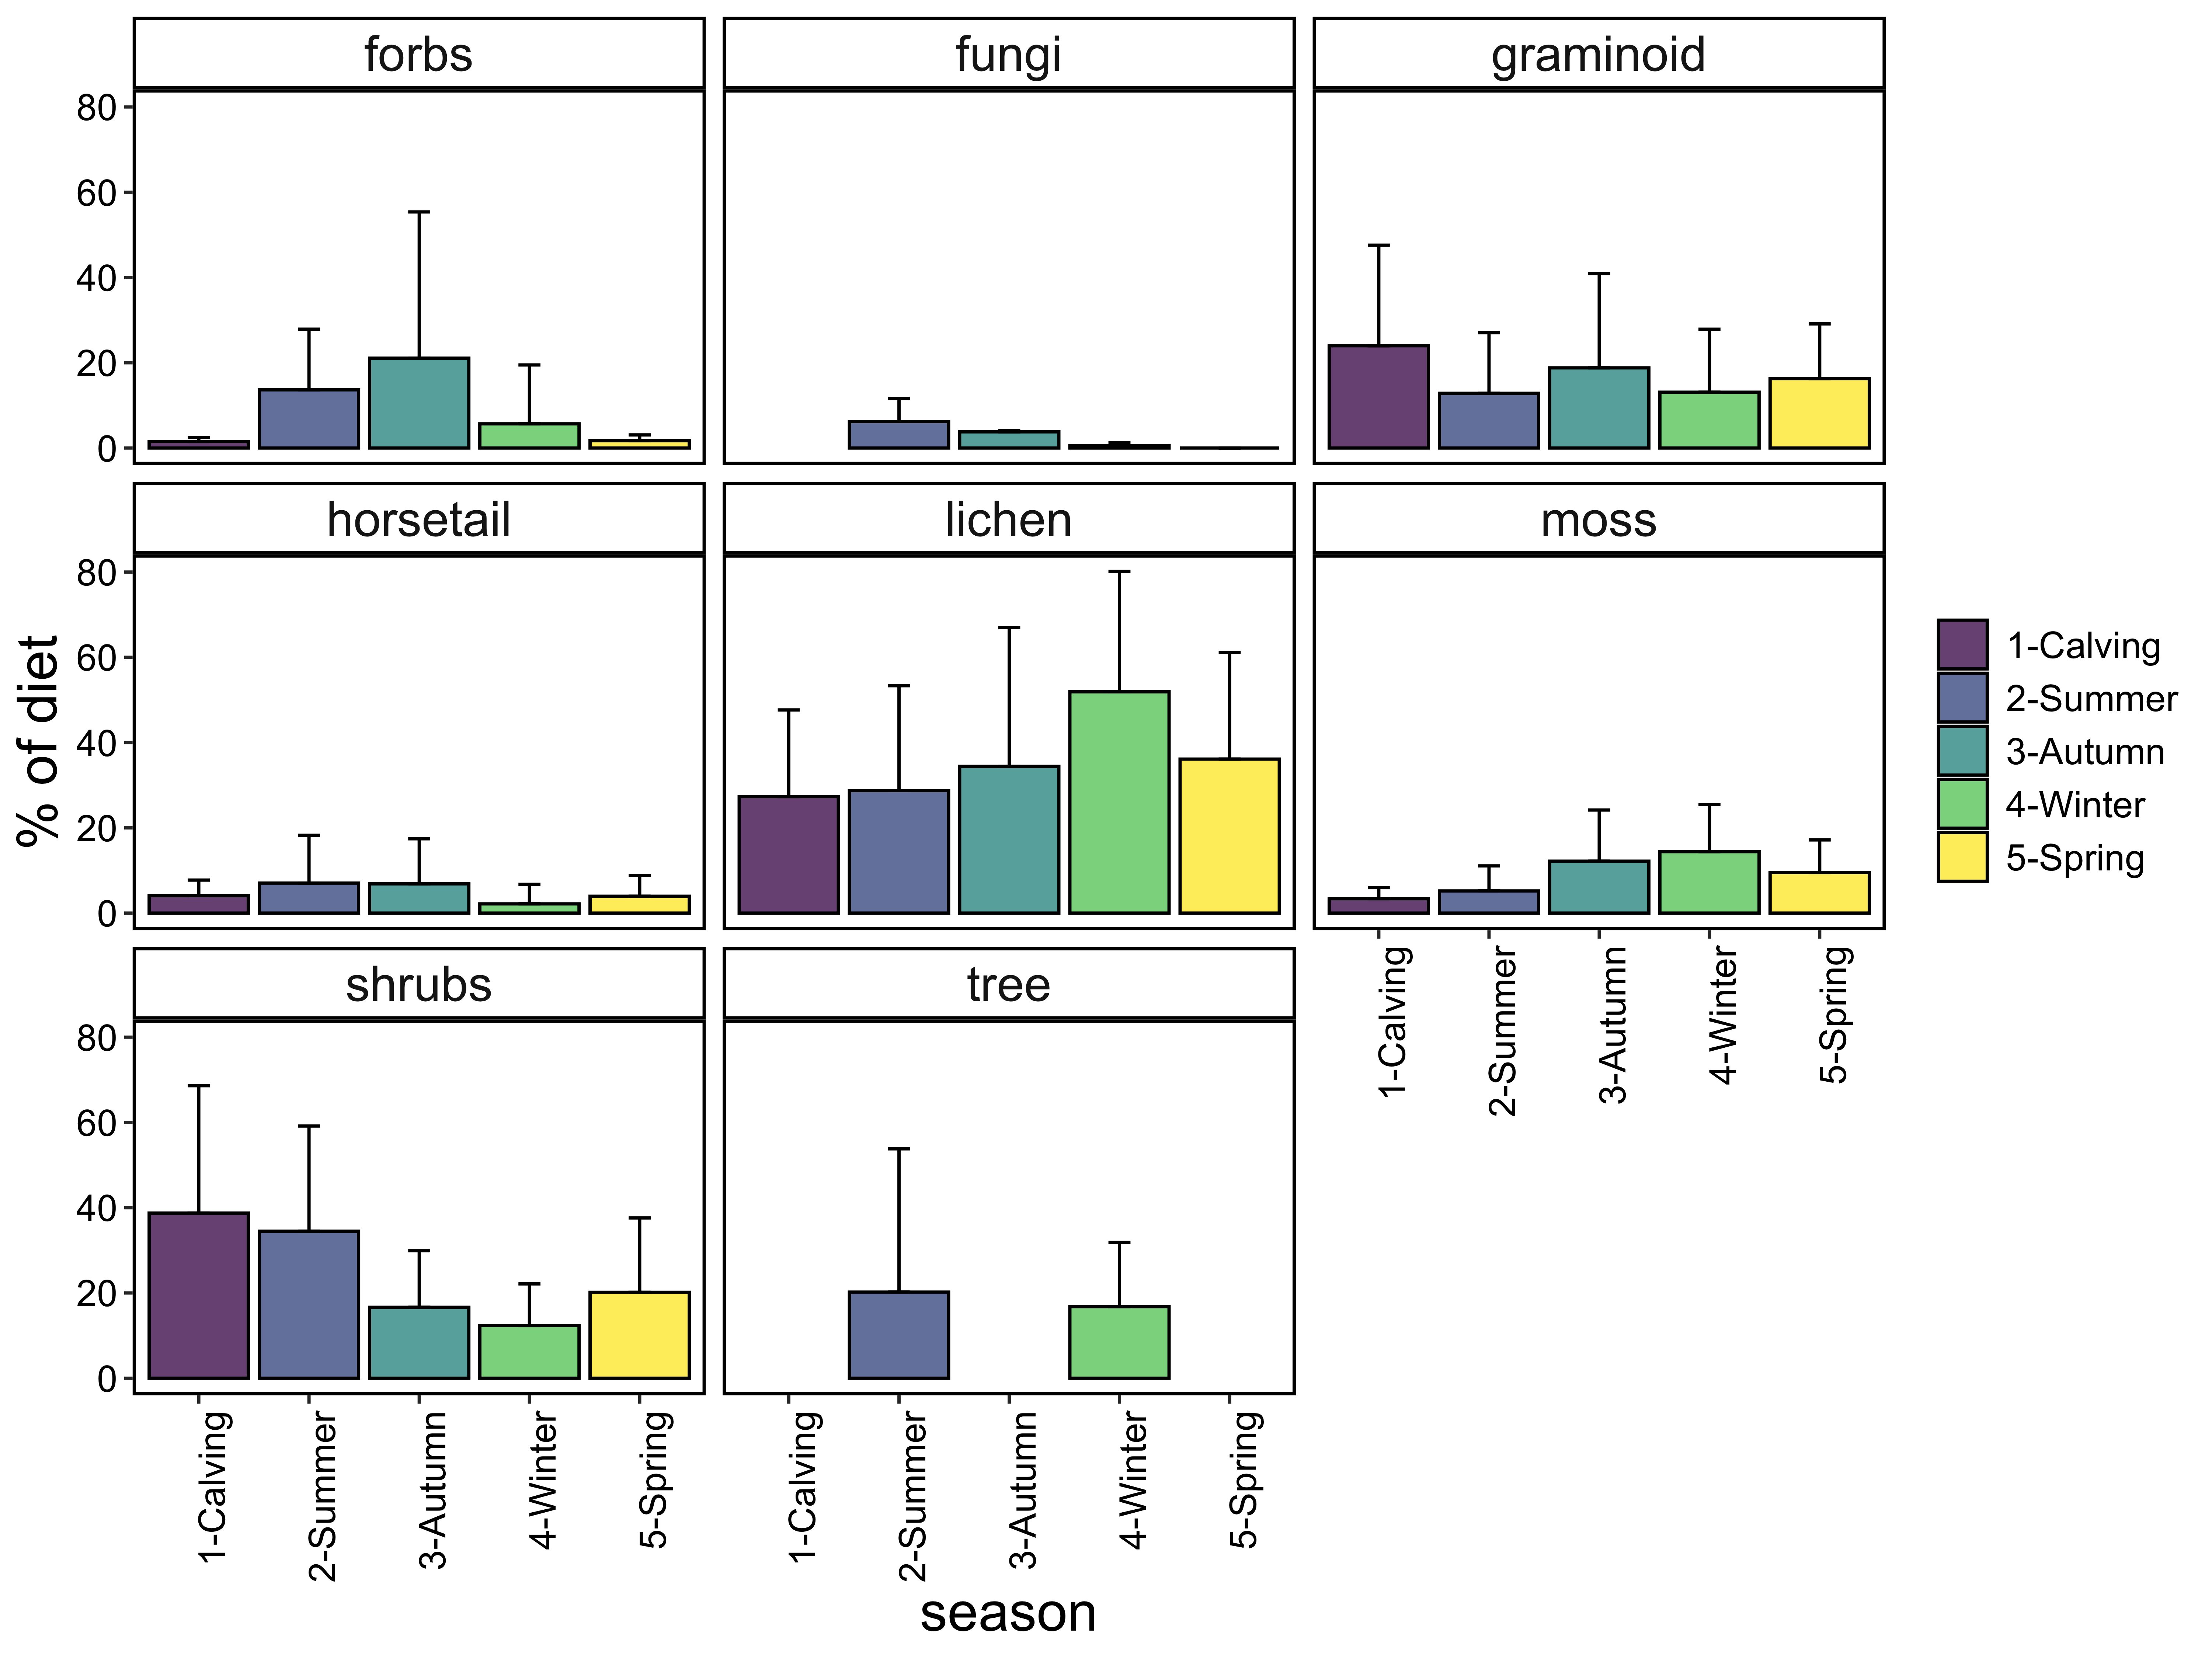 forbs
fungi
graminoid
80
60
40
20
0
horsetail
lichen
moss
80
60
40
20
0
% of diet
1-Calving
2-Summer
3-Autumn
4-Winter
5-Spring
shrubs
tree
1-Calving
2-Summer
3-Autumn
4-Winter
5-Spring
80
60
40
20
0
1-Calving
2-Summer
3-Autumn
4-Winter
5-Spring
1-Calving
2-Summer
3-Autumn
4-Winter
5-Spring
season